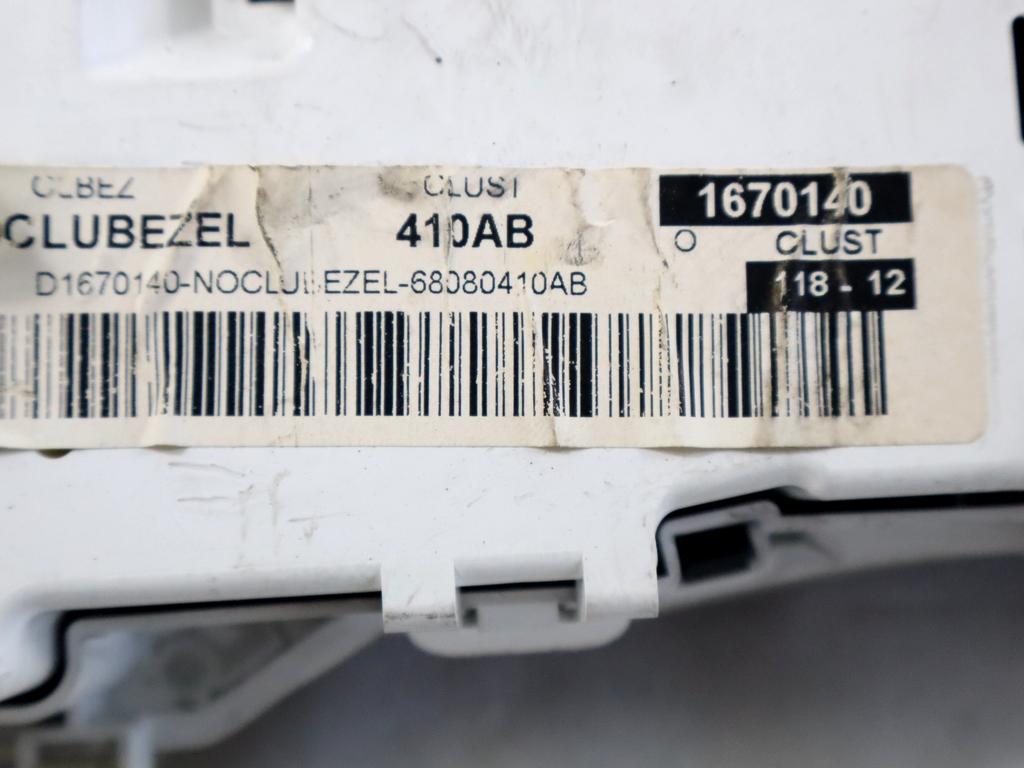 CLBEZ CLUST 1670140
CLUBEZEL 410AB O CLUST
D1670140-NOCLUBEZEL-68080410AB 118 - 12